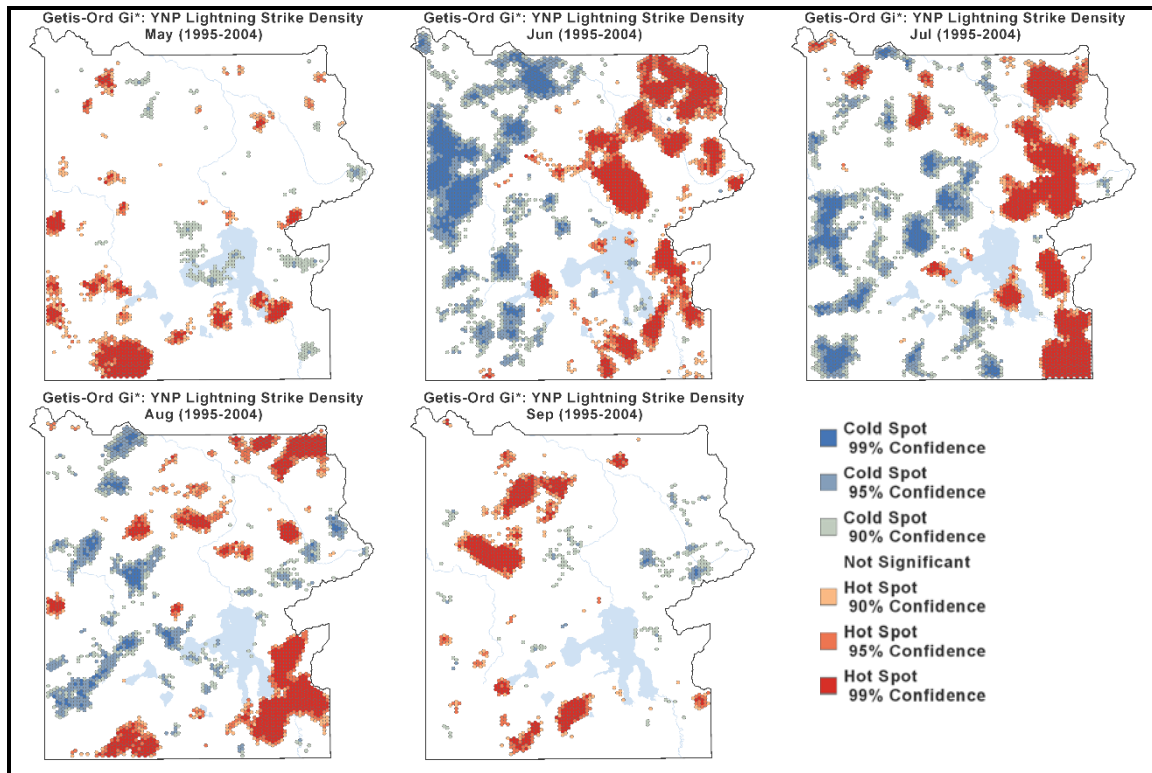 Getis-Ord Gi*: YNP Lightning Strike Density
May (1995-2004)
Getis-Ord Gi*: YNP Lightning Strike Density
Jun (1995-2004)
Getis-Ord Gi*: YNP Lightning Strike Density
Jul (1995-2004)
Getis-Ord Gi*: YNP Lightning Strike Density
Aug (1995-2004)
Getis-Ord Gi*: YNP Lightning Strike Density
Sep (1995-2004)
Cold Spot
99% Confidence
Cold Spot
95% Confidence
Cold Spot
90% Confidence
Not Significant
Hot Spot
90% Confidence
Hot Spot
95% Confidence
Hot Spot
99% Confidence